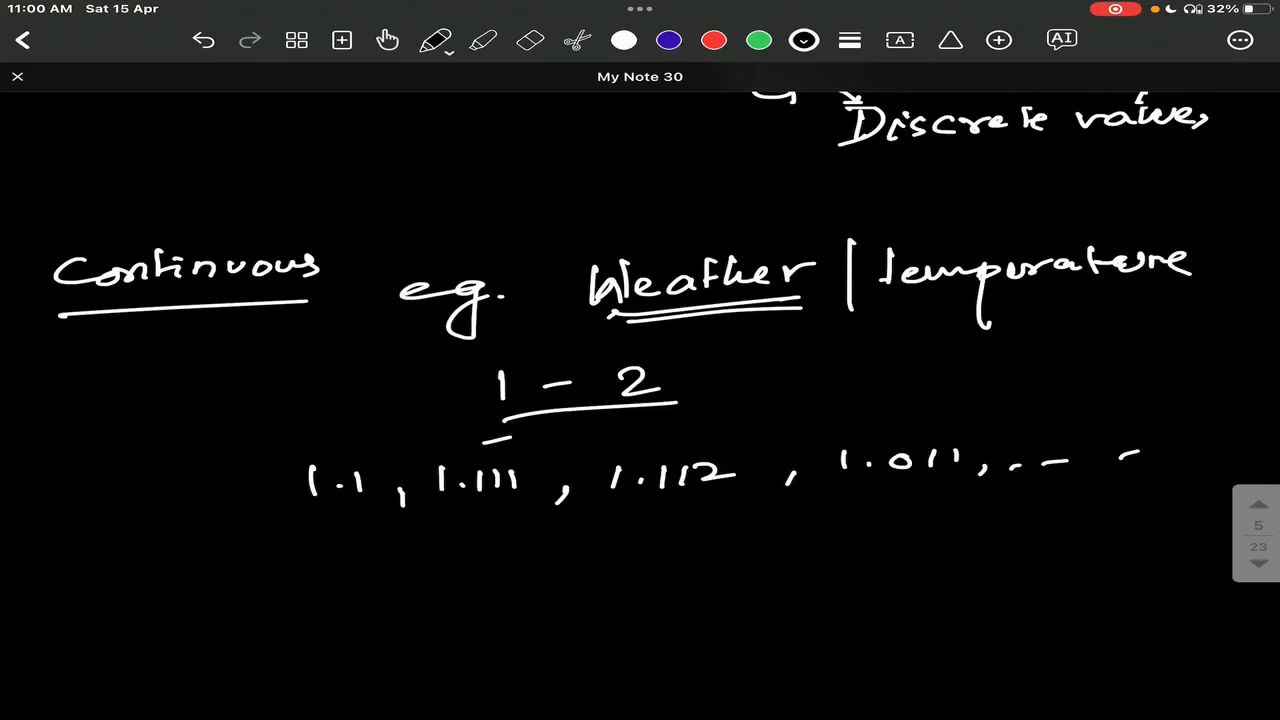 11:00 AM Sat 15 Apr
32%
A
AI
My Note 30
Discrete values
Continuous eg. Weather | temperature
1 - 2
1.1, 1.111, 1.112, 1.011, . - -
5
23